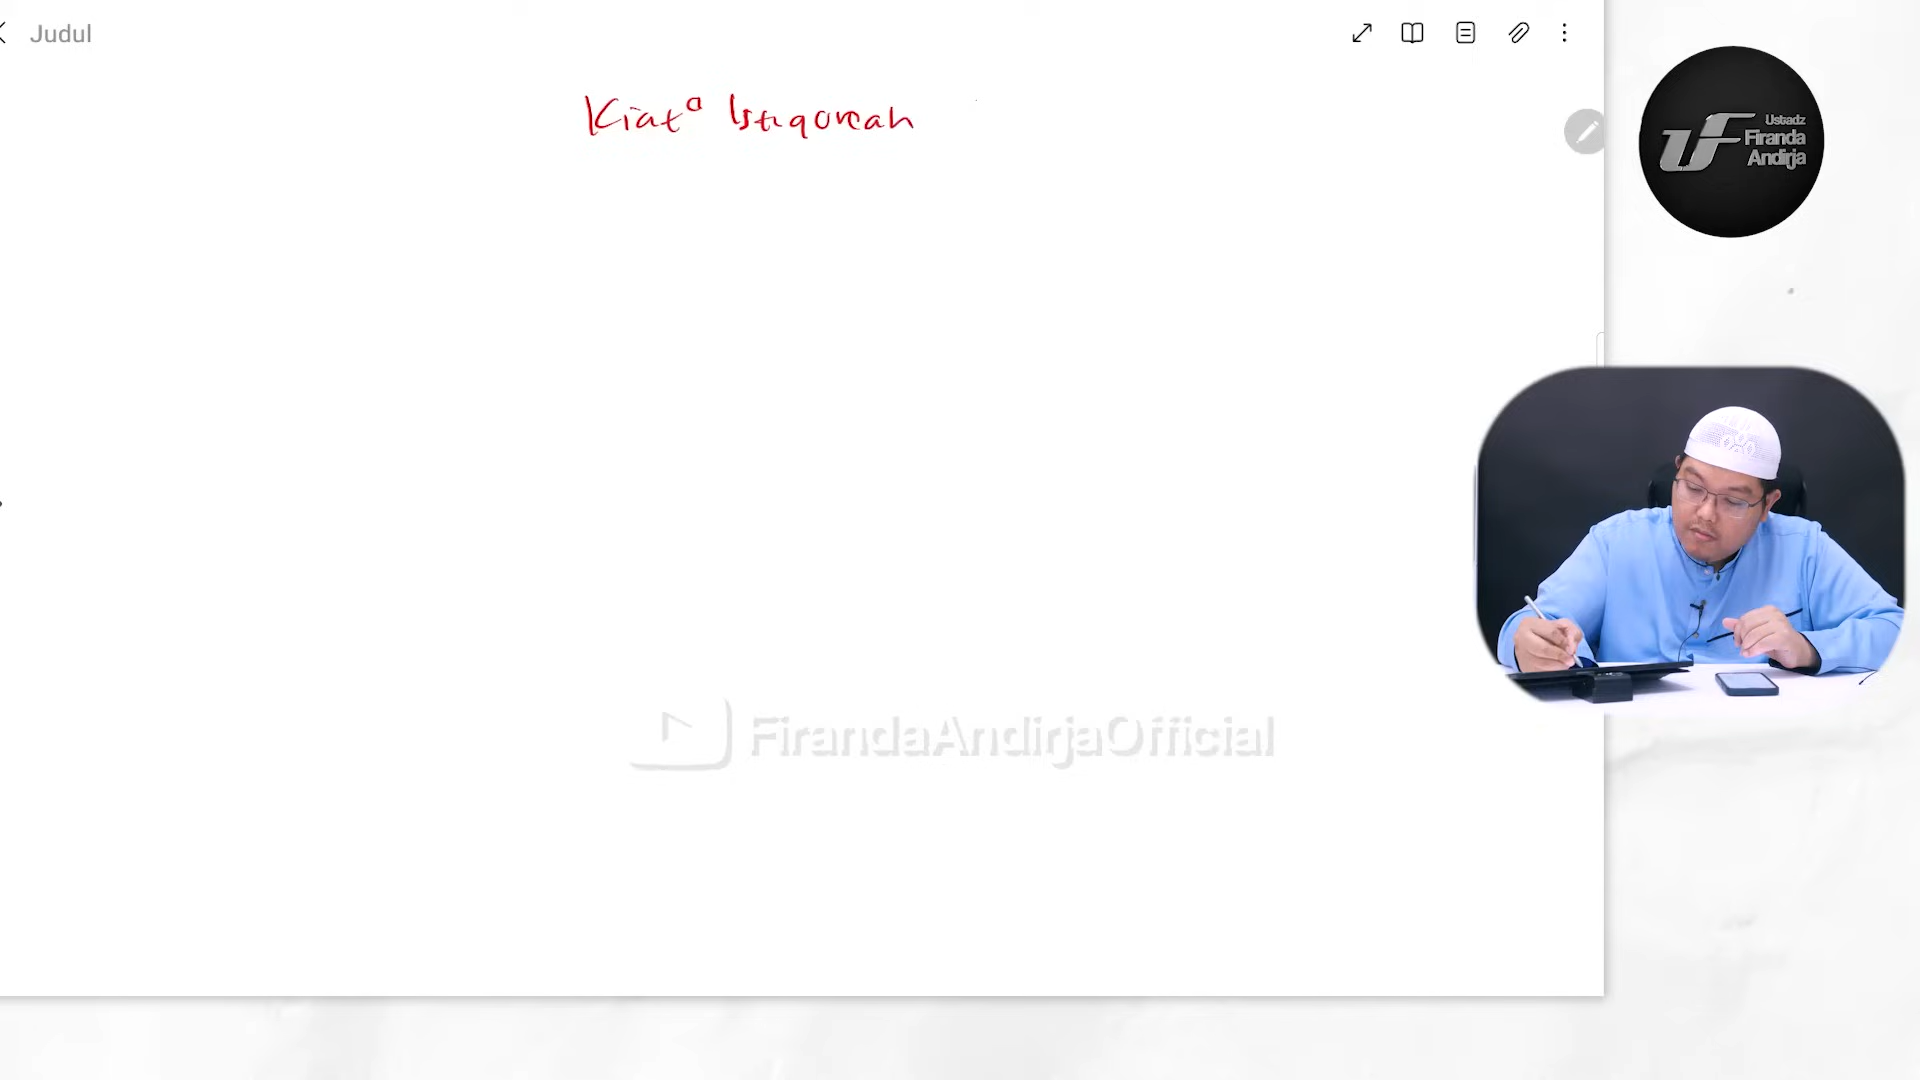 Judul
Kiat² Istiqomah
Ustadz
Firanda
Andirja
FirandaAndirjaOfficial